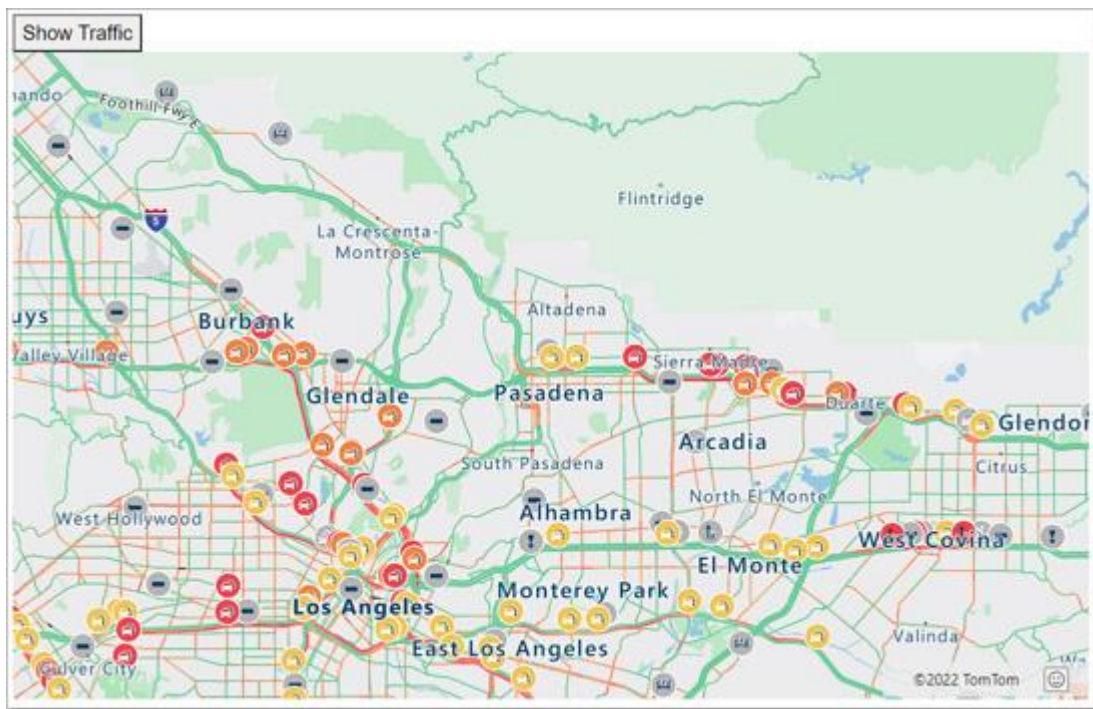 Show Traffic
ando
Foothill Fwy E
Flintridge
5
La Crescenta-
Montrose
Altadena
uys
Burbank
Valley Village
Sierra Madre
Glendale
Pasadena
Duarte
Glendor
Arcadia
South Pasadena
Citrus
North El Monte
West Hollywood
Alhambra
West Covina
El Monte
Monterey Park
Los Angeles
East Los Angeles
Valinda
Culver City
©2022 TomTom